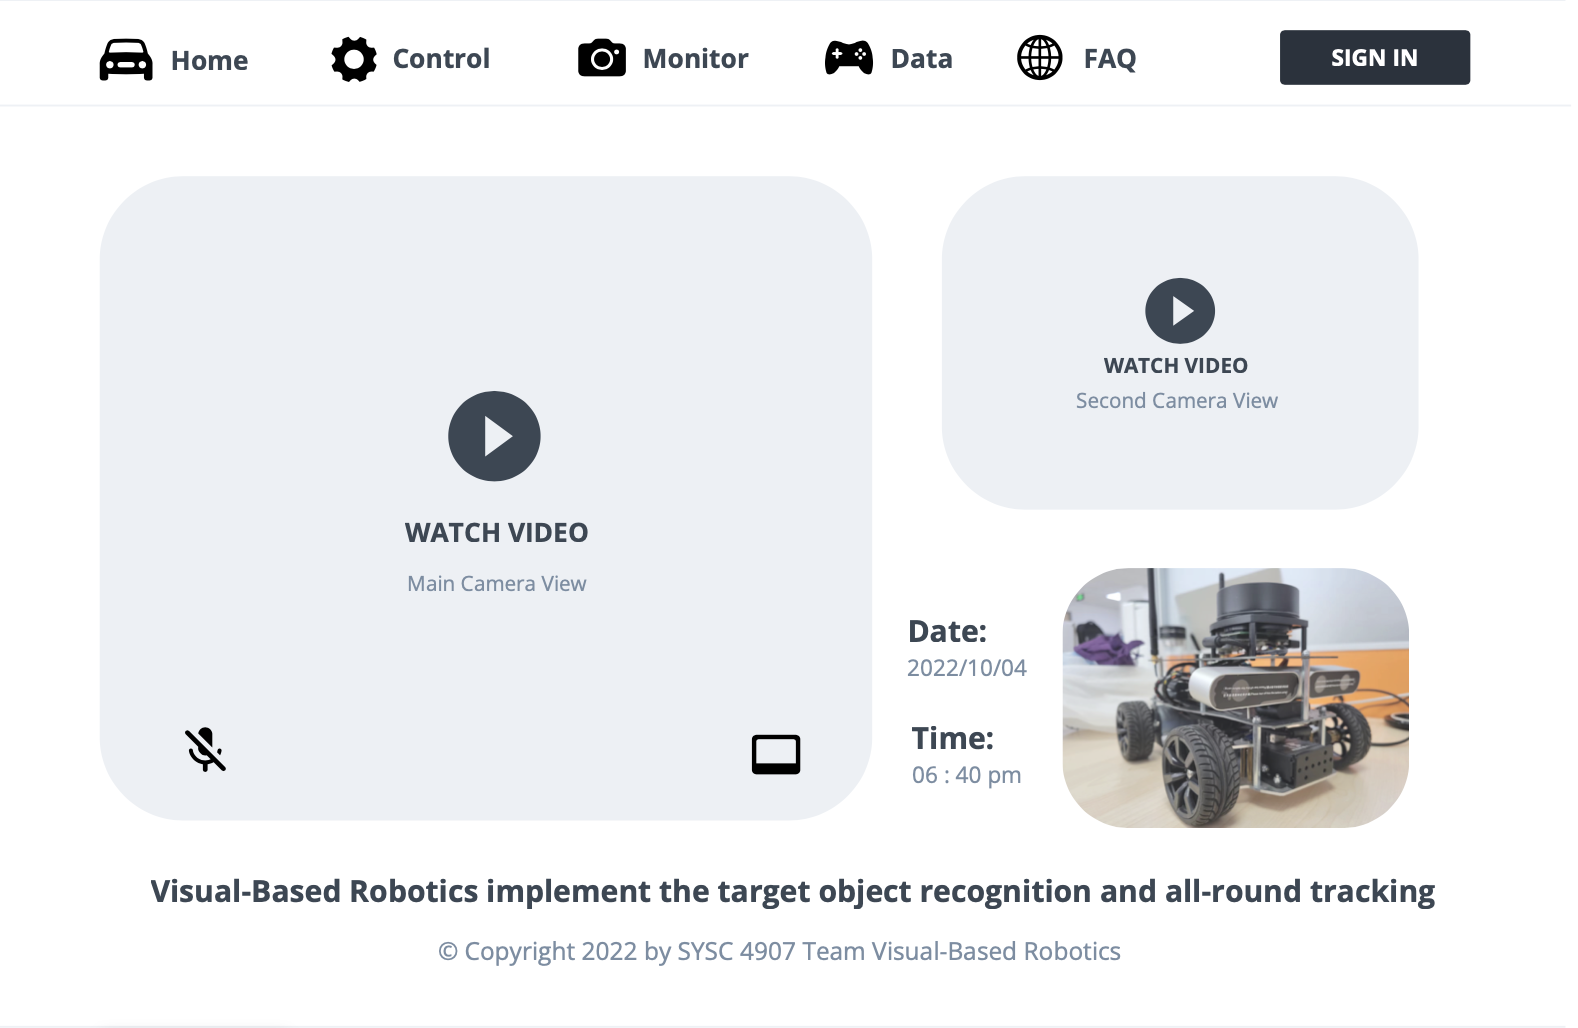 Home
Control
Monitor
Data
FAQ
SIGN IN
WATCH VIDEO
Main Camera View
WATCH VIDEO
Second Camera View
Date:
2022/10/04
Time:
06 : 40 pm
Visual-Based Robotics implement the target object recognition and all-round tracking
© Copyright 2022 by SYSC 4907 Team Visual-Based Robotics